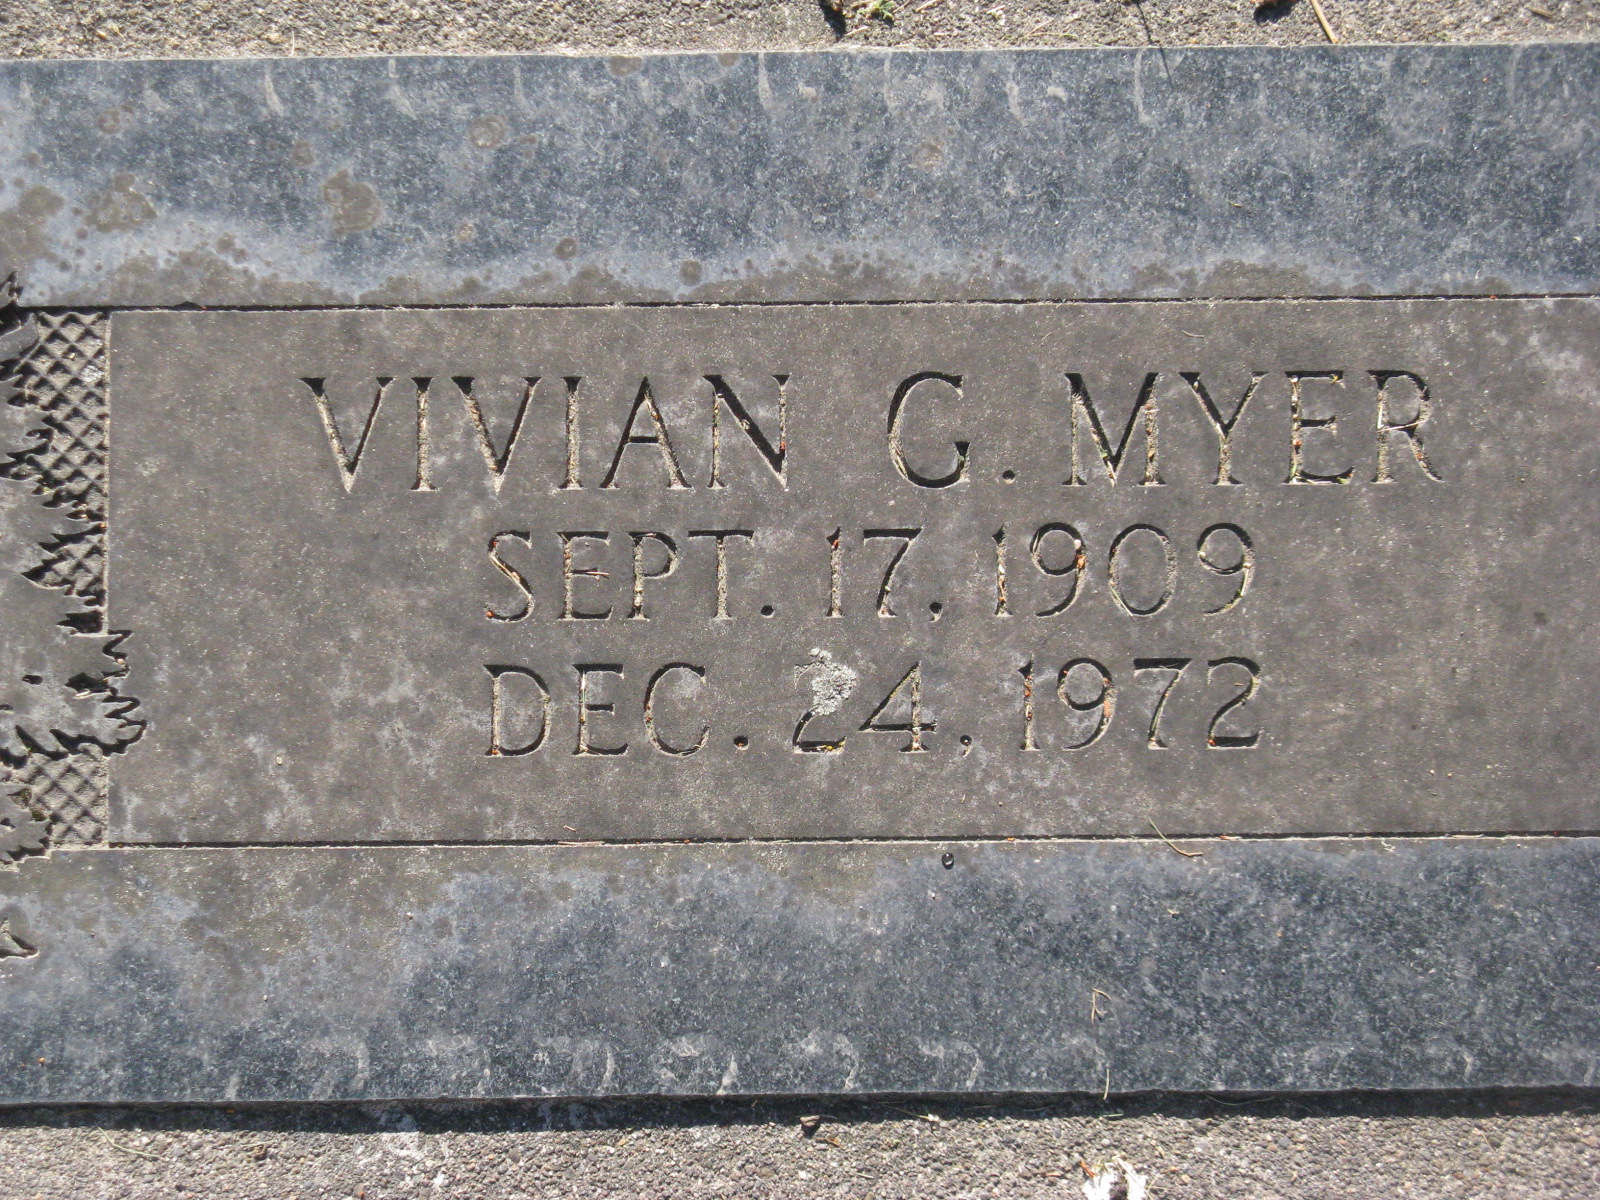 VIVIAN G. MYER
SEPT. 17, 1909
DEC. 24, 1972